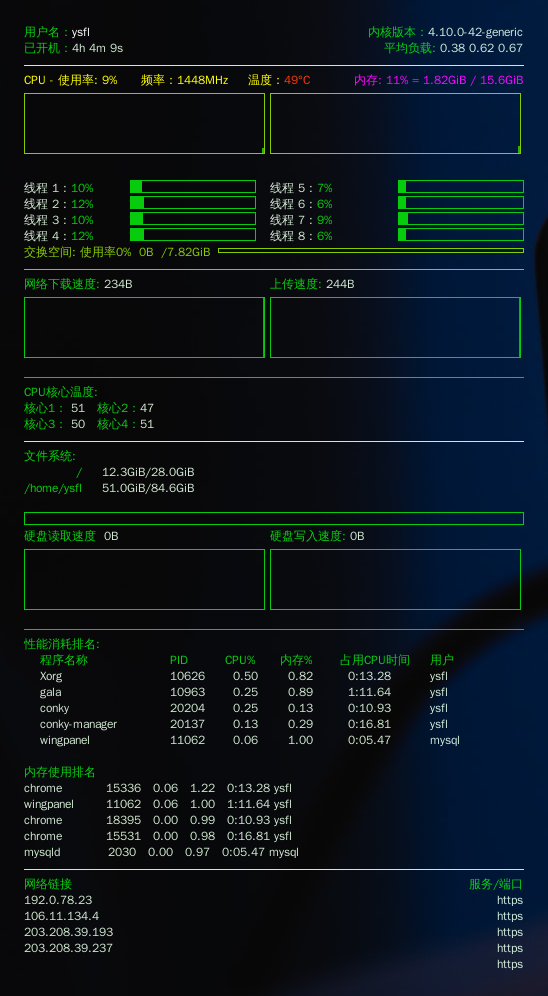 用户名：ysfl 内核版本：4.10.0-42-generic
已开机：4h 4m 9s 平均负载: 0.38 0.62 0.67
CPU - 使用率: 9% 频率：1448MHz 温度：49°C 内存: 11% = 1.82GiB / 15.6GiB
线程 1：10% 线程 5：7%
线程 2：12% 线程 6：6%
线程 3：10% 线程 7：9%
线程 4：12% 线程 8：6%
交换空间: 使用率0% 0B /7.82GiB
网络下载速度: 234B 上传速度: 244B
CPU核心温度:
核心1： 51 核心2：47
核心3： 50 核心4：51
文件系统:
/ 12.3GiB/28.0GiB
/home/ysfl 51.0GiB/84.6GiB
硬盘读取速度 0B 硬盘写入速度: 0B
性能消耗排名:
程序名称 PID CPU% 内存% 占用CPU时间 用户
Xorg 10626 0.50 0.82 0:13.28 ysfl
gala 10963 0.25 0.89 1:11.64 ysfl
conky 20204 0.25 0.13 0:10.93 ysfl
conky-manager 20137 0.13 0.29 0:16.81 ysfl
wingpanel 11062 0.06 1.00 0:05.47 mysql
内存使用排名
chrome 15336 0.06 1.22 0:13.28 ysfl
wingpanel 11062 0.06 1.00 1:11.64 ysfl
chrome 18395 0.00 0.99 0:10.93 ysfl
chrome 15531 0.00 0.98 0:16.81 ysfl
mysqld 2030 0.00 0.97 0:05.47 mysql
网络链接 服务/端口
192.0.78.23 https
106.11.134.4 https
203.208.39.193 https
203.208.39.237 https
https